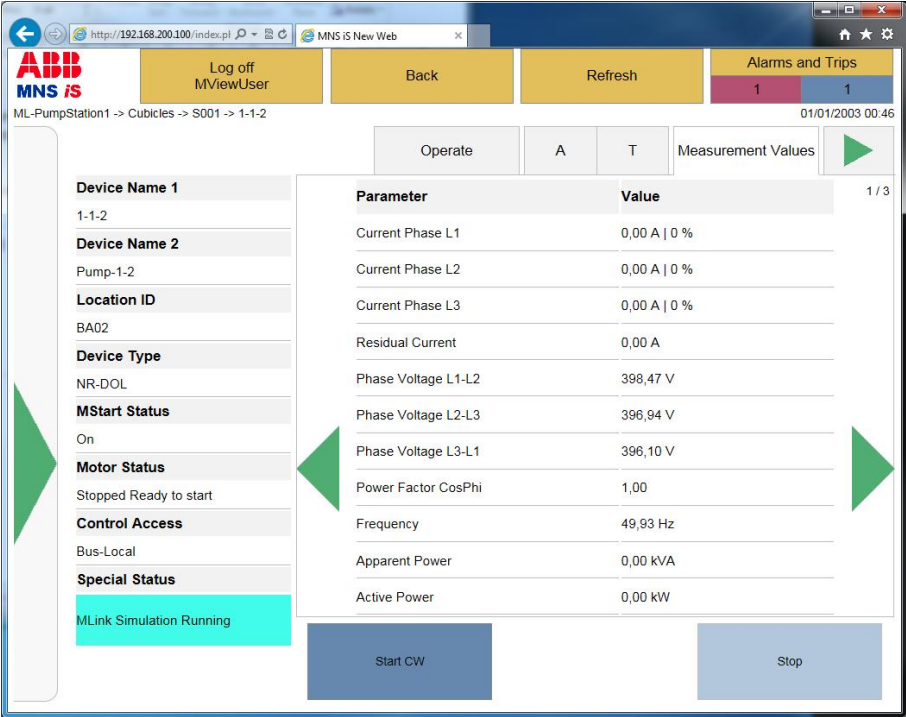 http://192.168.200.100/index.pl
MNS iS New Web
ABB
MNS iS
Log off
MViewUser
Back
Refresh
Alarms and Trips
1 1
ML-PumpStation1 -> Cubicles -> S001 -> 1-1-2
01/01/2003 00:46
Operate A T Measurement Values
1 / 3
Device Name 1
1-1-2
Device Name 2
Pump-1-2
Location ID
BA02
Device Type
NR-DOL
MStart Status
On
Motor Status
Stopped Ready to start
Control Access
Bus-Local
Special Status
MLink Simulation Running
Parameter Value
Current Phase L1 0,00 A | 0 %
Current Phase L2 0,00 A | 0 %
Current Phase L3 0,00 A | 0 %
Residual Current 0,00 A
Phase Voltage L1-L2 398,47 V
Phase Voltage L2-L3 396,94 V
Phase Voltage L3-L1 396,10 V
Power Factor CosPhi 1,00
Frequency 49,93 Hz
Apparent Power 0,00 kVA
Active Power 0,00 kW
Start CW
Stop